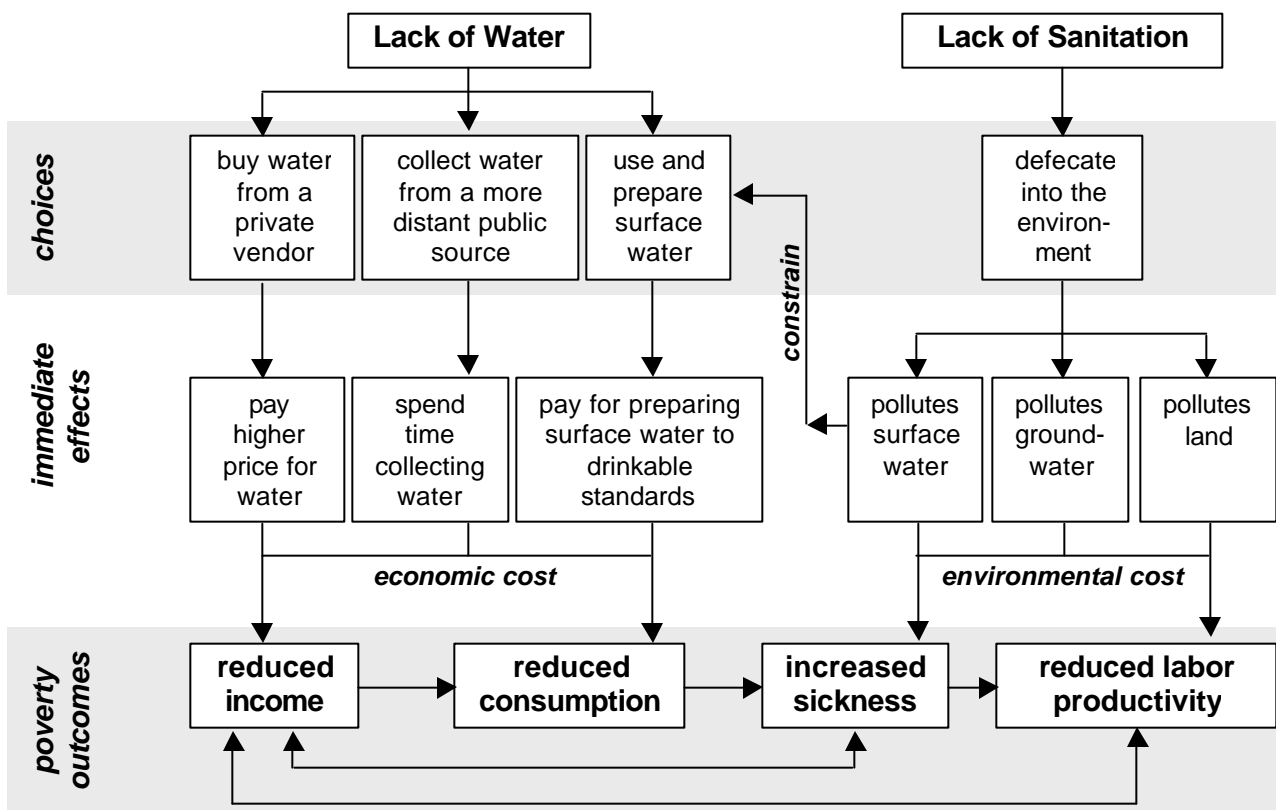 Lack of Water
Lack of Sanitation
choices
buy water
from a
private
vendor
collect water
from a more
distant public
source
use and
prepare
surface
water
defecate
into the
environ-
ment
constrain
immediate
effects
pay
higher
price for
water
spend
time
collecting
water
pay for preparing
surface water to
drinkable
standards
pollutes
surface
water
pollutes
ground-
water
pollutes
land
economic cost
environmental cost
poverty
outcomes
reduced
income
reduced
consumption
increased
sickness
reduced labor
productivity